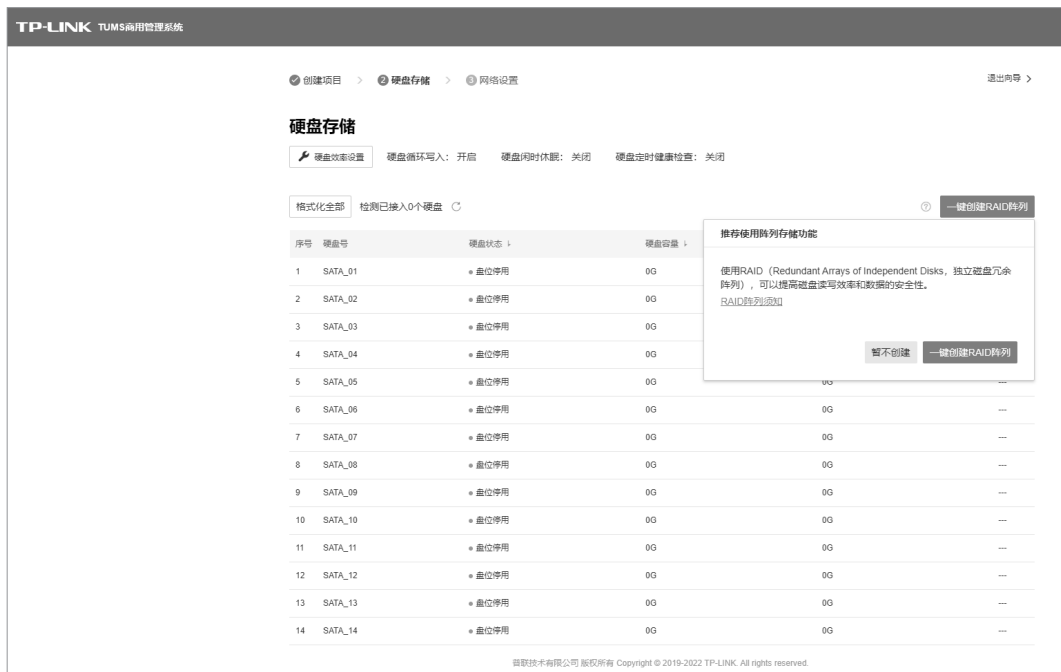 TP-LINK TUMS商用管理系统
创建项目 > 2 硬盘存储 > 3 网络设置 退出向导 >
硬盘存储
硬盘效率设置 硬盘循环写入： 开启 硬盘闲时休眠： 关闭 硬盘定时健康检查： 关闭
格式化全部 检测已接入0个硬盘 ? 一键创建RAID阵列
序号 硬盘号 硬盘状态 硬盘容量
推荐使用阵列存储功能
使用RAID（Redundant Arrays of Independent Disks，独立磁盘冗余
阵列），可以提高磁盘读写效率和数据的安全性。
RAID阵列须知
暂不创建 一键创建RAID阵列
1 SATA_01 盘位停用 0G
2 SATA_02 盘位停用 0G
3 SATA_03 盘位停用 0G
4 SATA_04 盘位停用 0G
5 SATA_05 盘位停用 0G 0G ---
6 SATA_06 盘位停用 0G 0G ---
7 SATA_07 盘位停用 0G 0G ---
8 SATA_08 盘位停用 0G 0G ---
9 SATA_09 盘位停用 0G 0G ---
10 SATA_10 盘位停用 0G 0G ---
11 SATA_11 盘位停用 0G 0G ---
12 SATA_12 盘位停用 0G 0G ---
13 SATA_13 盘位停用 0G 0G ---
14 SATA_14 盘位停用 0G 0G ---
普联技术有限公司 版权所有 Copyright © 2019-2022 TP-LINK. All rights reserved.